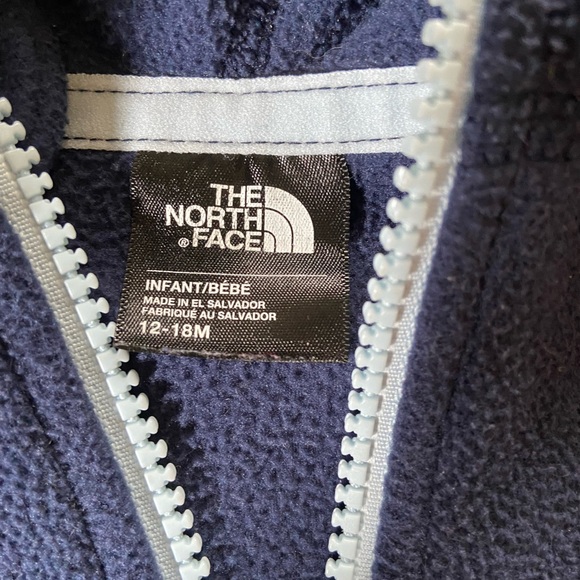 THE
NORTH
® FACE
INFANT/BÉBÉ
MADE IN EL SALVADOR
FABRIQUÉ AU SALVADOR
12-18M